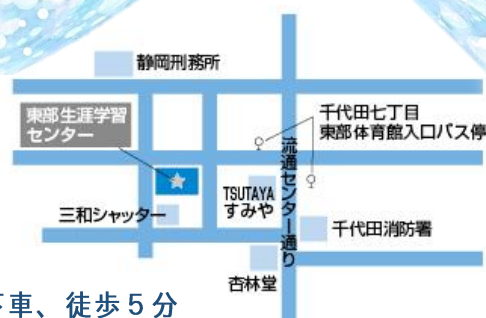 静岡刑務所
東部生涯学習
センター
千代田七丁目
東部体育館入口バス停
流通センター通り
TSUTAYA
すみや
三和シャッター
千代田消防署
杏林堂
下車、徒歩５分